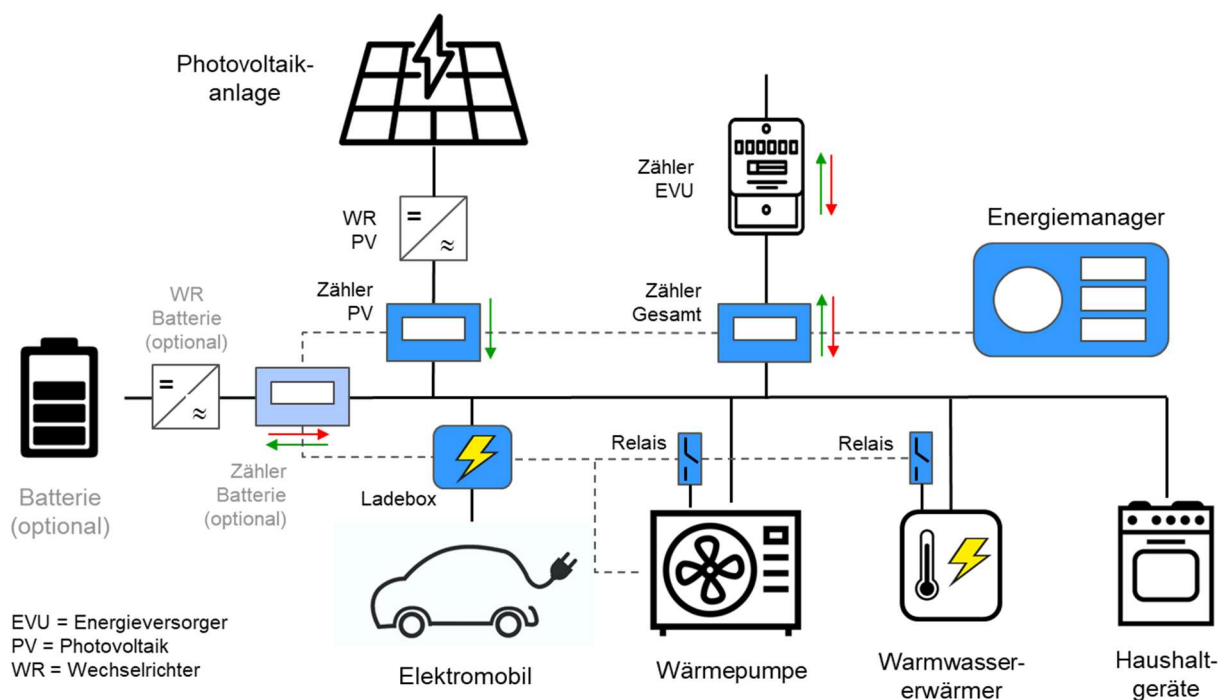 Photovoltaik-
anlage
Zähler
EVU
WR
PV
Energiemanager
Zähler
PV
Zähler
Gesamt
WR
Batterie
(optional)
Batterie
(optional)
Zähler
Batterie
(optional)
Ladebox
Relais
Relais
EVU = Energieversorger
PV = Photovoltaik
WR = Wechselrichter
Elektromobil
Wärmepumpe
Warmwasser-
erwärmer
Haushalt-
geräte